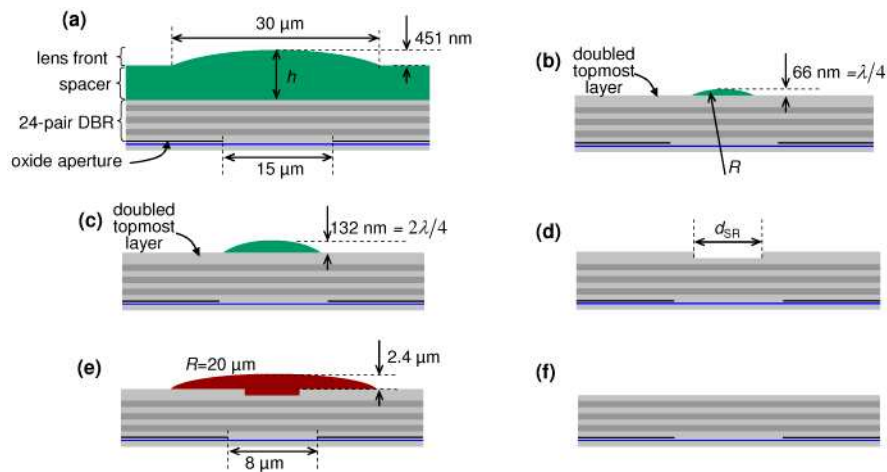 (a)
30 µm
451 nm
lens front
spacer
h
24-pair DBR
oxide aperture
15 µm
(b)
doubled
topmost
layer
66 nm =λ/4
R
(c)
doubled
topmost
layer
132 nm = 2λ/4
(d)
dSR
(e)
R=20 µm
2.4 µm
8 µm
(f)